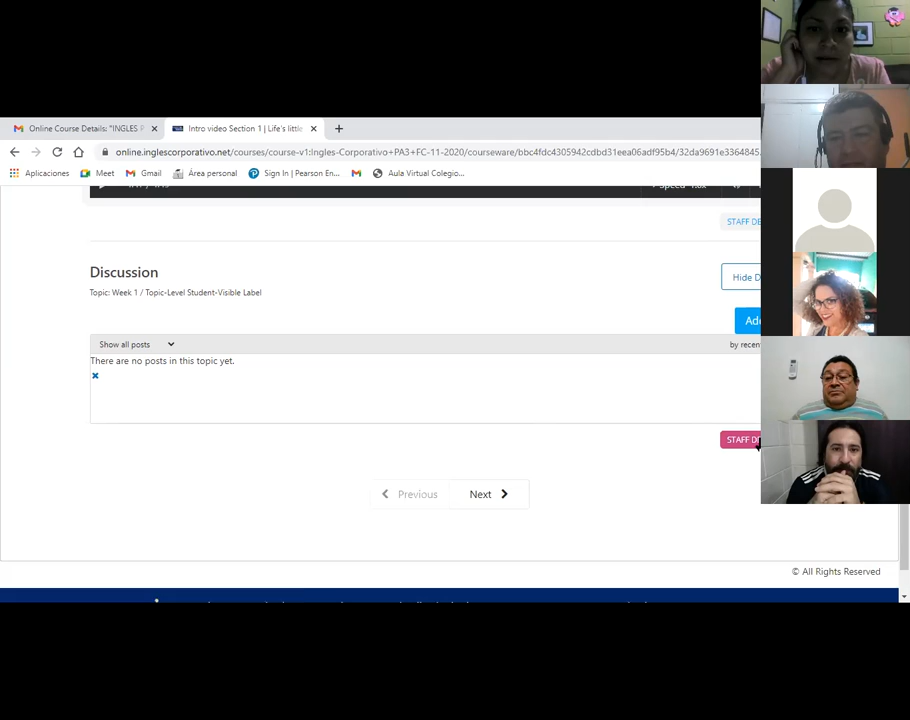 Online Course Details: "INGLES P
Intro video Section 1 | Life's little
online.inglescorporativo.net/courses/course-v1:Ingles-Corporativo+PA3+FC-11-2020/courseware/bbc4fdc4305942cdbd31eea06adf95b4/32da9691e3364845.
Aplicaciones
Meet
Gmail
Área personal
Sign In | Pearson En...
Aula Virtual Colegio...
STAFF DE
Discussion
Hide D
Topic: Week 1 / Topic-Level Student-Visible Label
Ad
Show all posts
by recen
There are no posts in this topic yet.
STAFF DE
Previous
Next
© All Rights Reserved